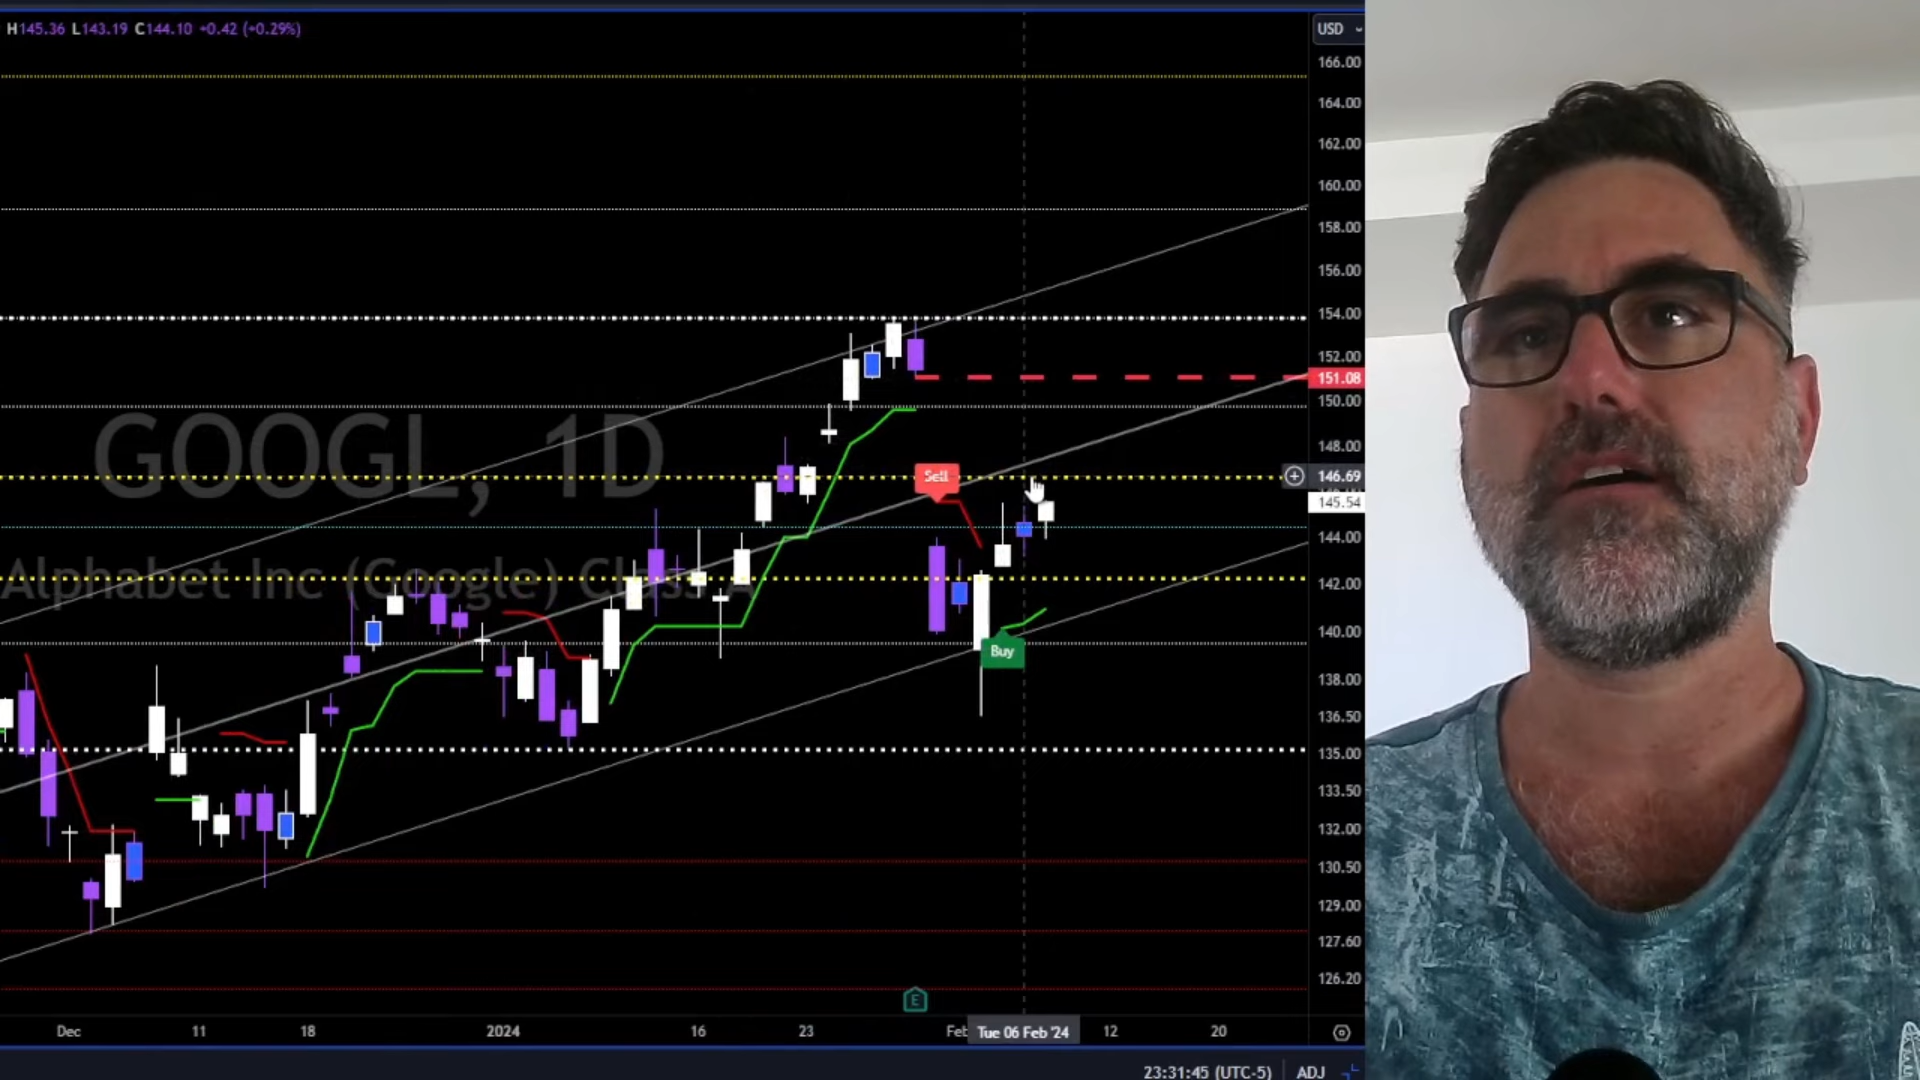 H145.36 L143.19 C144.10 +0.42 (+0.29%)
USD
166.00
164.00
162.00
160.00
158.00
156.00
154.00
152.00
151.08
150.00
148.00
146.69
145.54
144.00
142.00
140.00
138.00
136.50
135.00
133.50
132.00
130.50
129.00
127.60
126.20
GOOGL, 1D
Alphabet Inc (Google) Class A
Sell
Buy
E
Dec 11 18 2024 16 23 Feb Tue 06 Feb '24 12 20
23:31:45 (UTC-5) ADJ